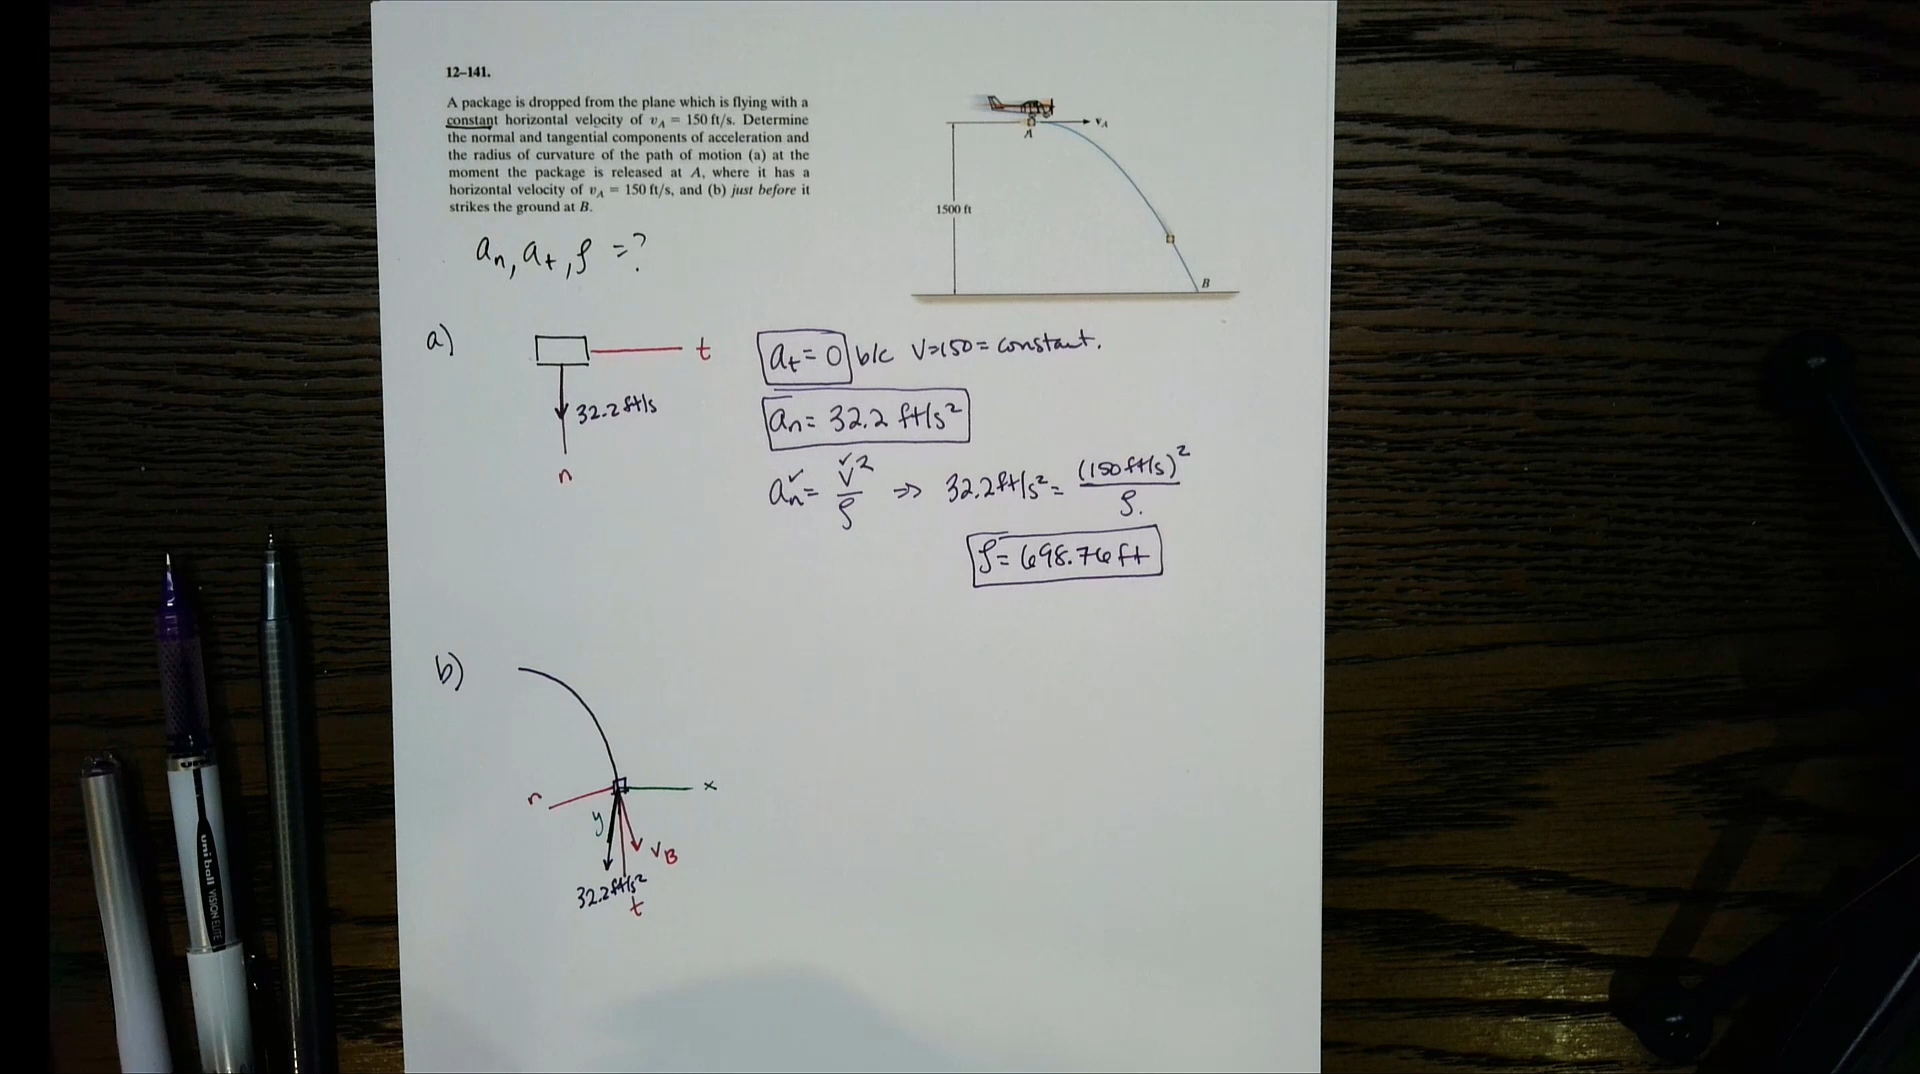 12–141.
A package is dropped from the plane which is flying with a
constant horizontal velocity of vA = 150 ft/s. Determine
the normal and tangential components of acceleration and
the radius of curvature of the path of motion (a) at the
moment the package is released at A, where it has a
horizontal velocity of vA = 150 ft/s, and (b) just before it
strikes the ground at B.
vA
A
1500 ft
B
an, at, ρ = ?
a)
t
32.2 ft/s
n
at = 0 b/c V=150 = constant.
an = 32.2 ft/s²
an = v²/ρ ⇒ 32.2 ft/s² = (150 ft/s)²/ρ.
ρ = 698.76 ft
b)
n
x
y
VB
32.2 ft/s²
t
uni-ball VISION ELITE